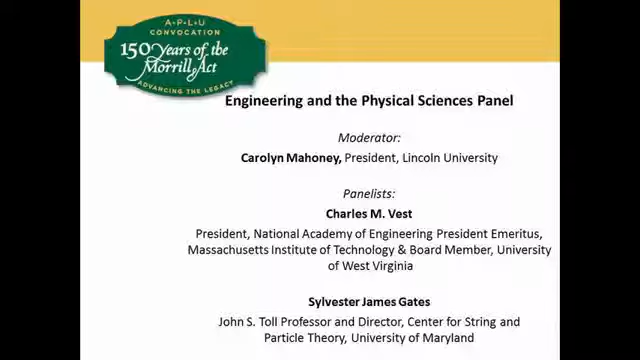 A·P·L·U
CONVOCATION
150 Years of the
Morrill Act
ADVANCING THE LEGACY
Engineering and the Physical Sciences Panel
Moderator:
Carolyn Mahoney, President, Lincoln University
Panelists:
Charles M. Vest
President, National Academy of Engineering President Emeritus,
Massachusetts Institute of Technology & Board Member, University
of West Virginia
Sylvester James Gates
John S. Toll Professor and Director, Center for String and
Particle Theory, University of Maryland